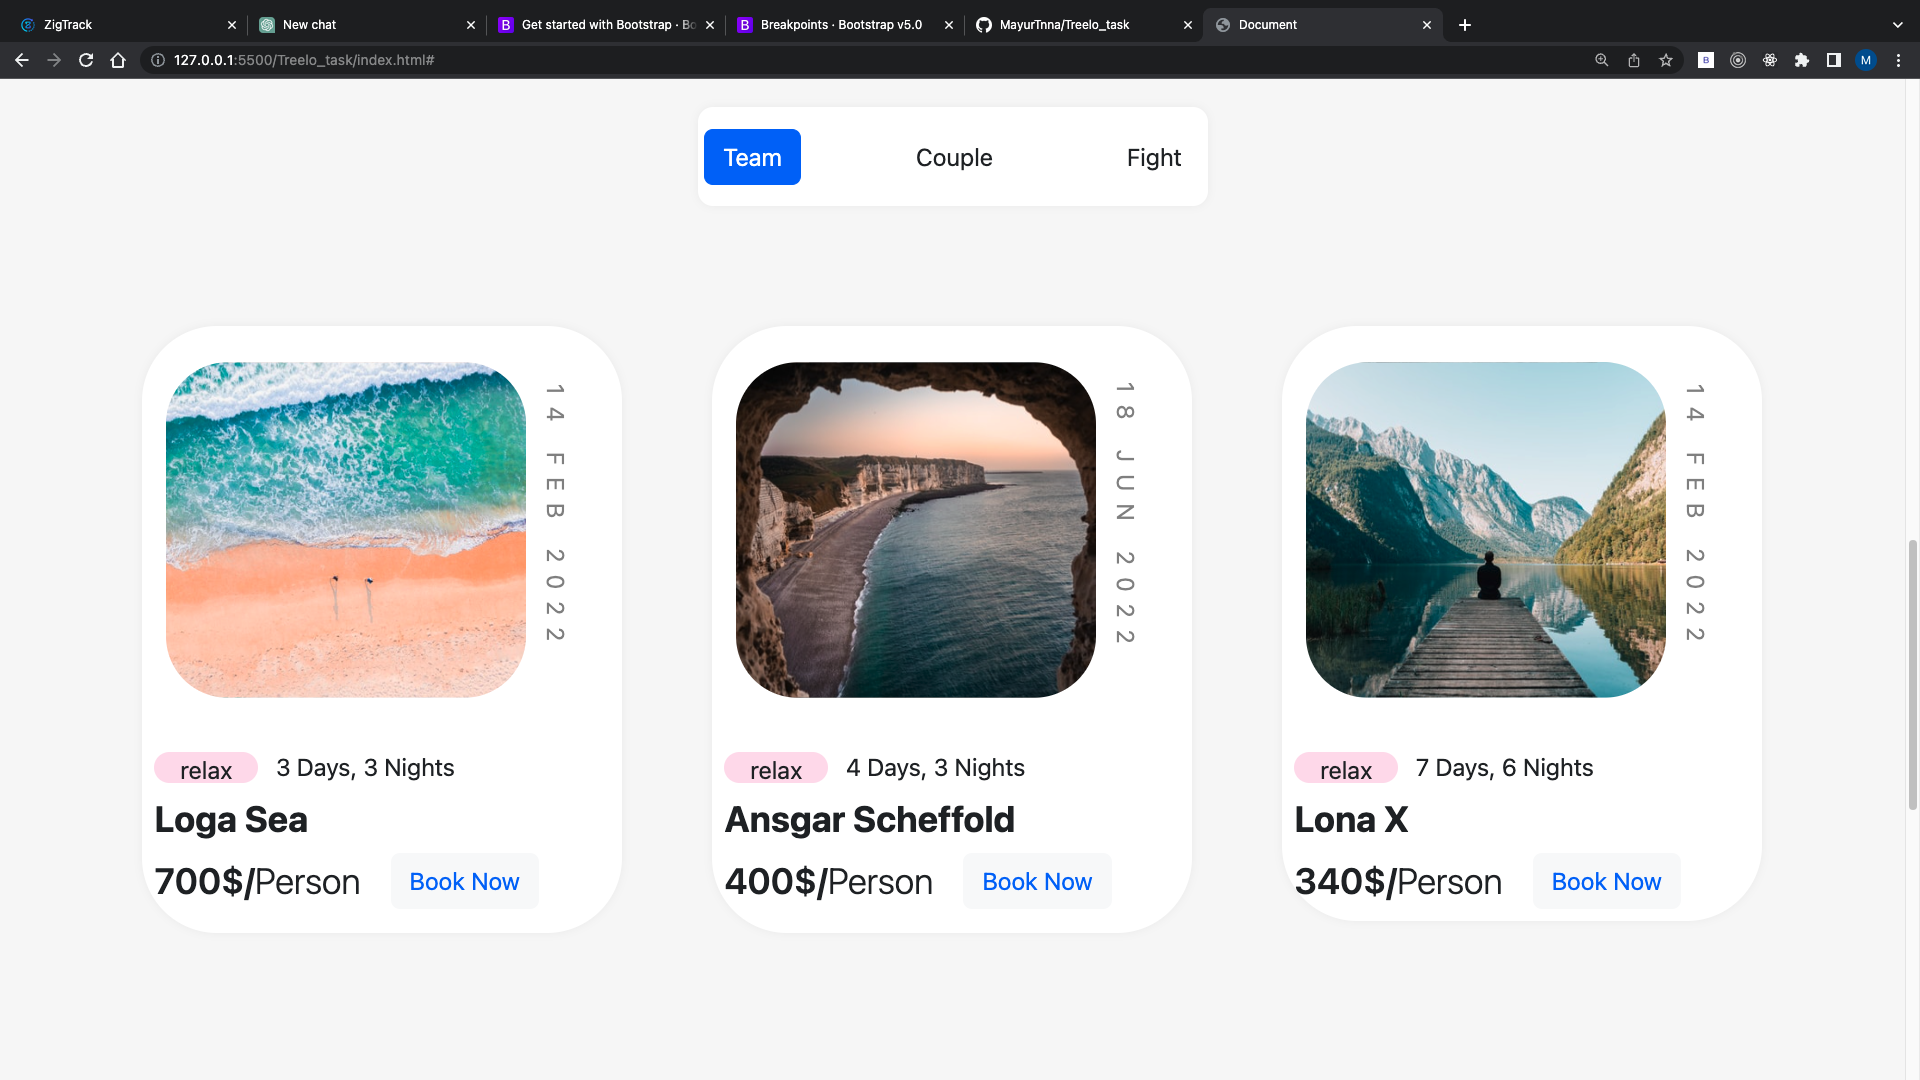 ZigTrack
New chat
Get started with Bootstrap · Bo
Breakpoints · Bootstrap v5.0
MayurTnna/Treelo_task
Document
127.0.0.1:5500/Treelo_task/index.html#
B
M
Team
Couple
Fight
14 FEB 2022
18 JUN 2022
14 FEB 2022
relax
3 Days, 3 Nights
Loga Sea
700$/Person
Book Now
relax
4 Days, 3 Nights
Ansgar Scheffold
400$/Person
Book Now
relax
7 Days, 6 Nights
Lona X
340$/Person
Book Now